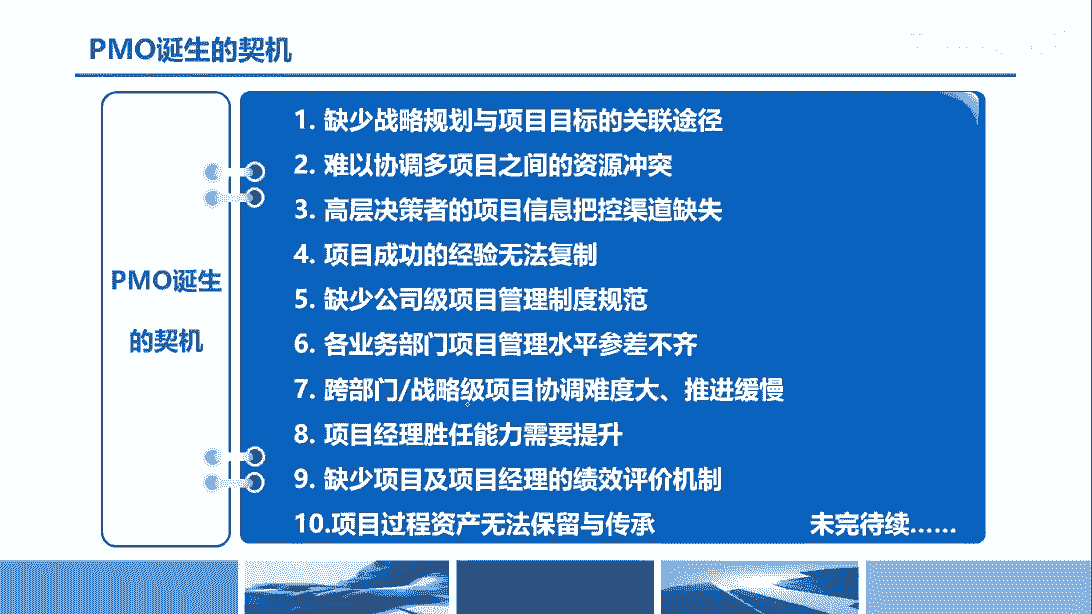 PMO诞生的契机
PMO诞生
的契机
1. 缺少战略规划与项目目标的关联途径
2. 难以协调多项目之间的资源冲突
3. 高层决策者的项目信息把控渠道缺失
4. 项目成功的经验无法复制
5. 缺少公司级项目管理制度规范
6. 各业务部门项目管理水平参差不齐
7. 跨部门/战略级项目协调难度大、推进缓慢
8. 项目经理胜任能力需要提升
9. 缺少项目及项目经理的绩效评价机制
10.项目过程资产无法保留与传承 未完待续......